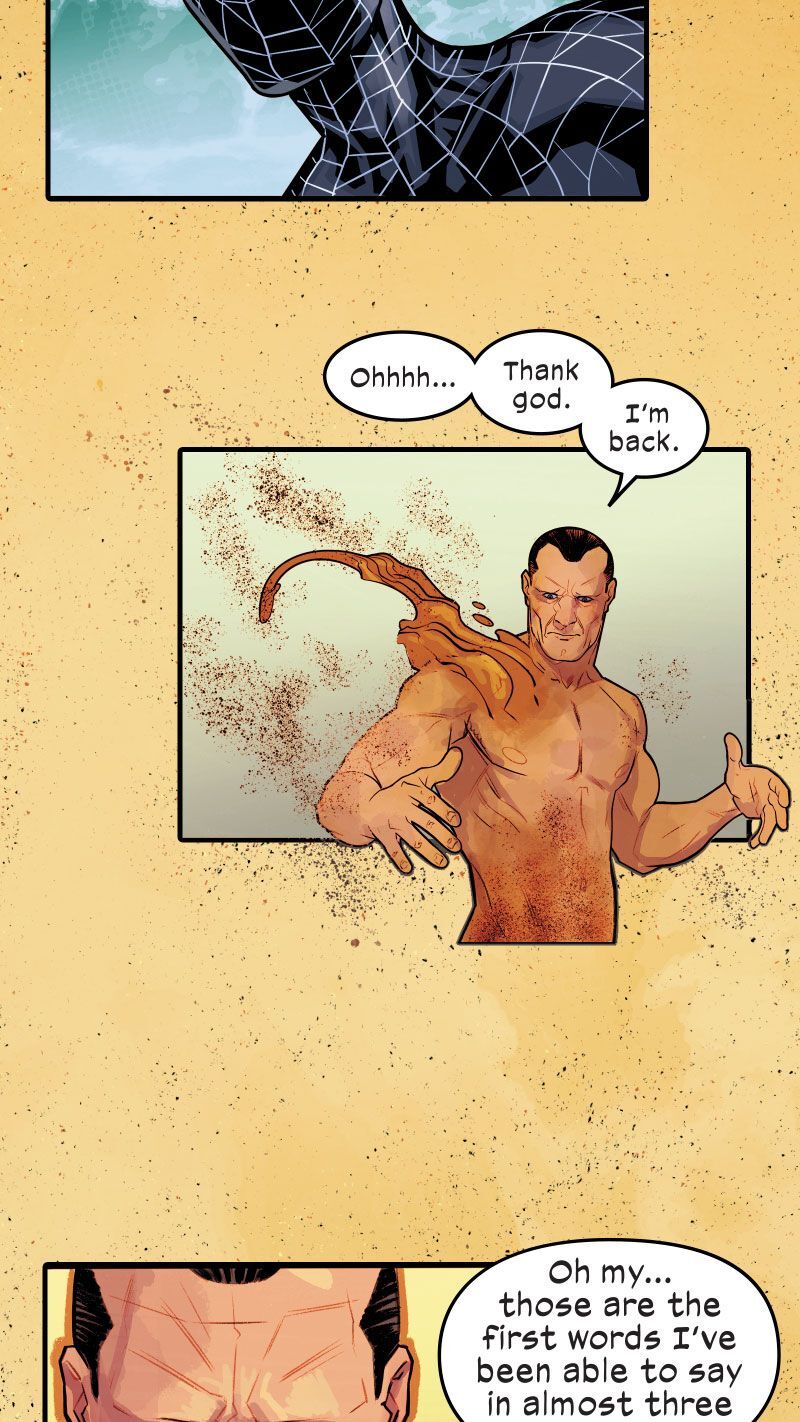 Ohhhh...
Thank
god.
I'm
back.
Oh my...
those are the
first words I've
been able to say
in almost three